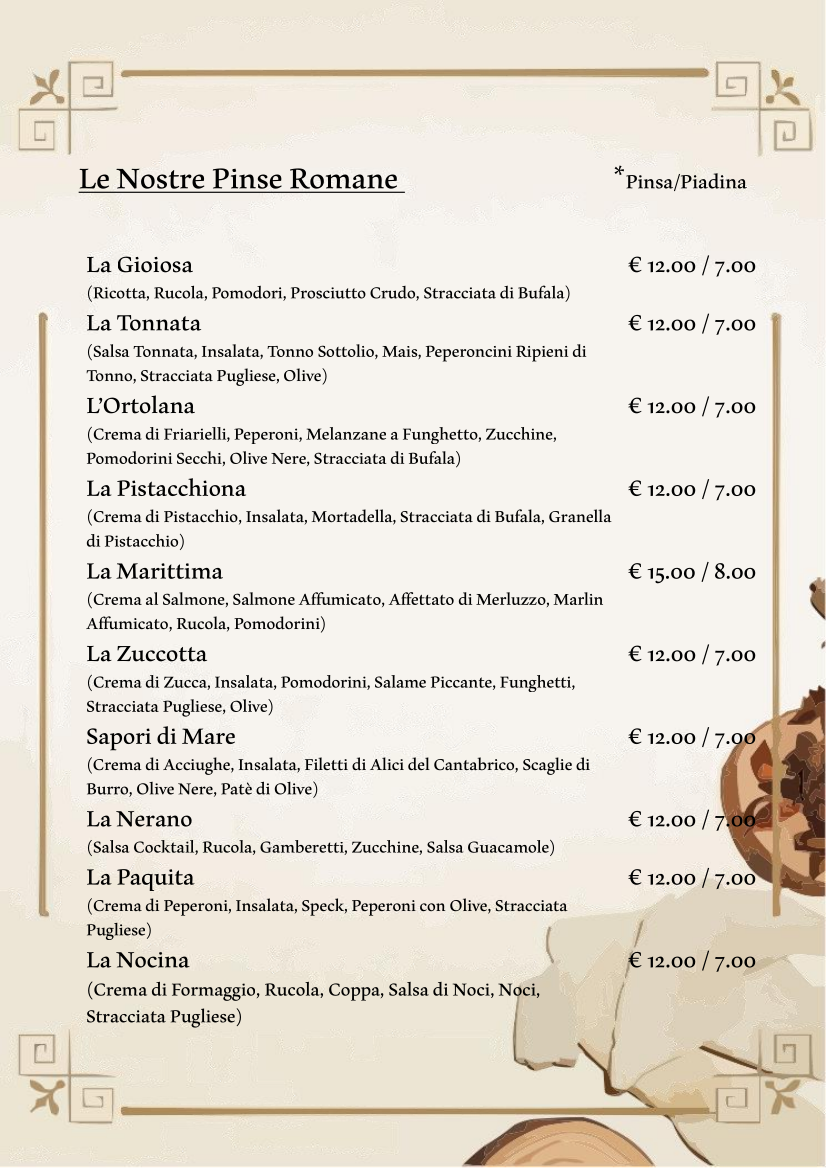 Le Nostre Pinse Romane
*Pinsa/Piadina
La Gioiosa € 12.00 / 7.00
(Ricotta, Rucola, Pomodori, Prosciutto Crudo, Stracciata di Bufala)
La Tonnata € 12.00 / 7.00
(Salsa Tonnata, Insalata, Tonno Sottolio, Mais, Peperoncini Ripieni di
Tonno, Stracciata Pugliese, Olive)
L’Ortolana € 12.00 / 7.00
(Crema di Friarielli, Peperoni, Melanzane a Funghetto, Zucchine,
Pomodorini Secchi, Olive Nere, Stracciata di Bufala)
La Pistacchiona € 12.00 / 7.00
(Crema di Pistacchio, Insalata, Mortadella, Stracciata di Bufala, Granella
di Pistacchio)
La Marittima € 15.00 / 8.00
(Crema al Salmone, Salmone Affumicato, Affettato di Merluzzo, Marlin
Affumicato, Rucola, Pomodorini)
La Zuccotta € 12.00 / 7.00
(Crema di Zucca, Insalata, Pomodorini, Salame Piccante, Funghetti,
Stracciata Pugliese, Olive)
Sapori di Mare € 12.00 / 7.00
(Crema di Acciughe, Insalata, Filetti di Alici del Cantabrico, Scaglie di
Burro, Olive Nere, Patè di Olive)
La Nerano € 12.00 / 7.00
(Salsa Cocktail, Rucola, Gamberetti, Zucchine, Salsa Guacamole)
La Paquita € 12.00 / 7.00
(Crema di Peperoni, Insalata, Speck, Peperoni con Olive, Stracciata
Pugliese)
La Nocina € 12.00 / 7.00
(Crema di Formaggio, Rucola, Coppa, Salsa di Noci, Noci,
Stracciata Pugliese)